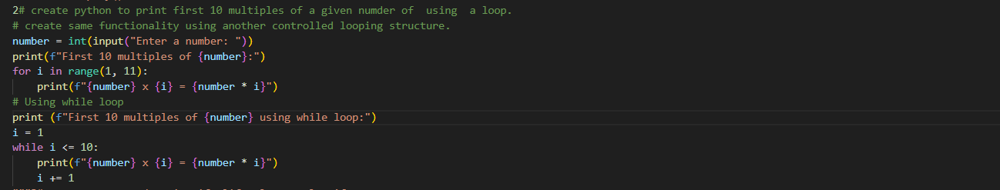 2# create python to print first 10 multiples of a given numder of  using  a loop.
# create same functionality using another controlled looping structure.
number = int(input("Enter a number: "))
print(f"First 10 multiples of {number}:")
for i in range(1, 11):
    print(f"{number} x {i} = {number * i}")
# Using while loop
print (f"First 10 multiples of {number} using while loop:")
i = 1
while i <= 10:
    print(f"{number} x {i} = {number * i}")
    i += 1